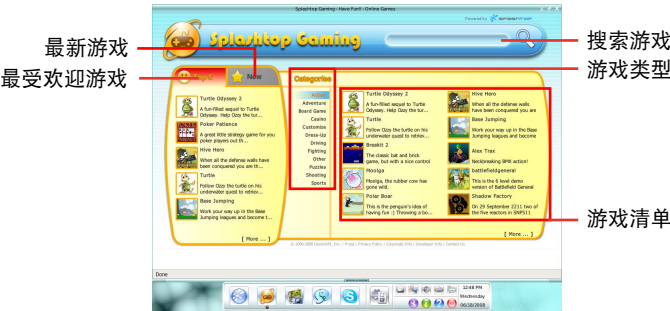 Splashtop Gaming - Have Fun!! - Online Games
Powered by
Splashtop Gaming
最新游戏
最受欢迎游戏
搜索游戏
游戏类型
游戏清单
New
Turtle Odyssey 2
A fun-filled sequel to Turtle
Odyssey. Help Ozzy the tur...
Poker Patience
A great little strategy game for you
poker players out th...
Hive Hero
When all the defense walls have
been conquered you are th...
Turtle
Follow Ozzy the turtle on his
underwater quest to retriev...
Base Jumping
Work your way up in the Base
Jumping leagues and become t...
[ More ... ]
Categories
Adventure
Board Game
Casino
Customize
Dress-Up
Driving
Fighting
Other
Puzzles
Shooting
Sports
Turtle Odyssey 2
A fun-filled sequel to Turtle
Odyssey. Help Ozzy the tur...
Turtle
Follow Ozzy the turtle on his
underwater quest to retriev...
Breakit 2
The classic bat and brick
game, but with a nice control
Moolga
Moolga, the rubber cow has
gone wild.
Polar Boar
This is the penguin's idea of
having fun :) Throwing a bo...
Hive Hero
When all the defense walls
have been conquered you are
Base Jumping
Work your way up in the Base
Jumping leagues and become
Alex Trax
Neckbreaking BMX action!
battlefieldgeneral
This is the 6 level demo
version of Battlefield General
Shadow Factory
On 29 September 2211 two of
the five reactors in SNPS11
[ More ... ]
Done
12:48 PM
Wednesday
06/18/2008